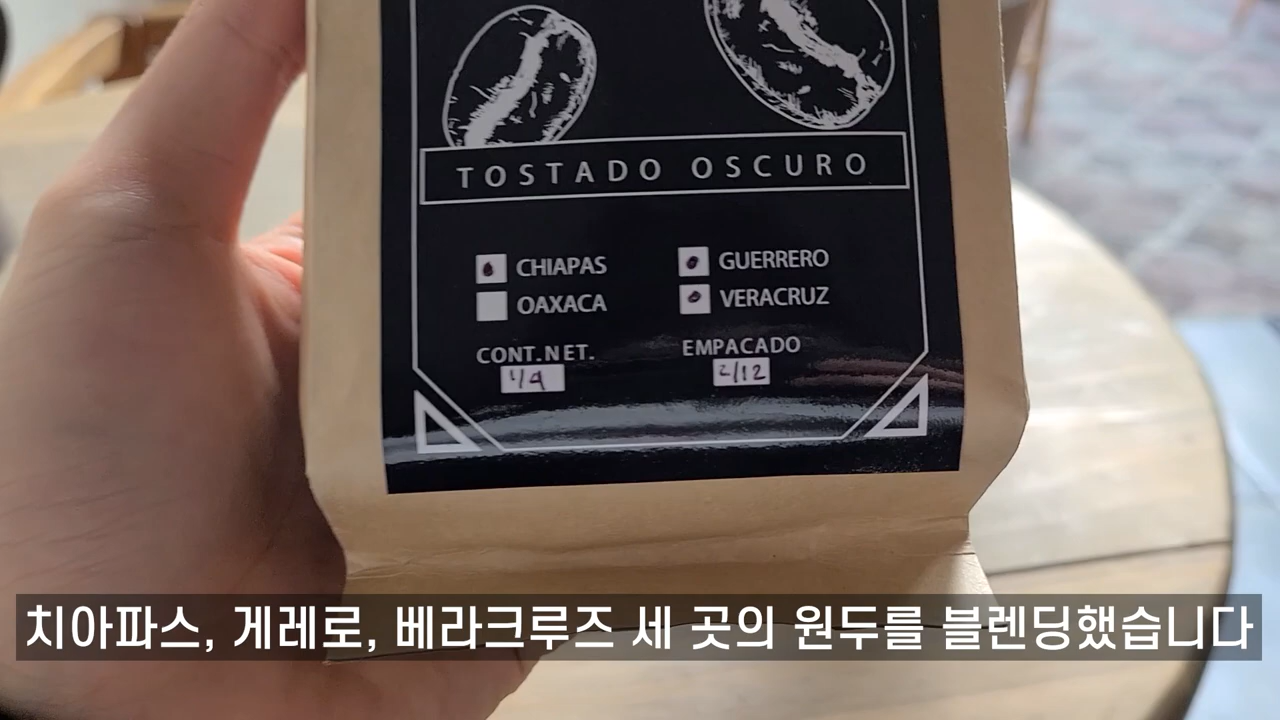 TOSTADO OSCURO
CHIAPAS GUERRERO
OAXACA VERACRUZ
CONT.NET. EMPACADO
1/4 2/12
치아파스, 게레로, 베라크루즈 세 곳의 원두를 블렌딩했습니다